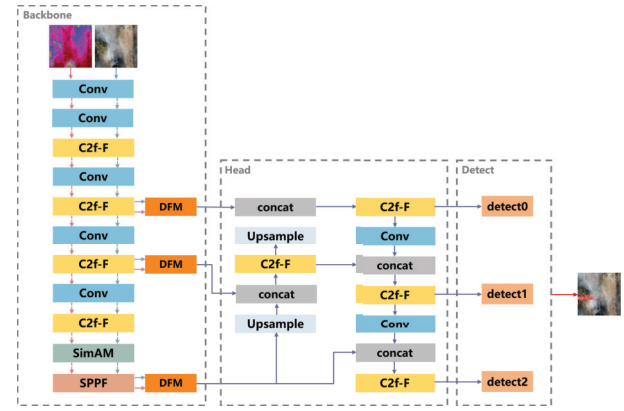 Backbone
Conv
Conv
C2f-F
Conv
C2f-F
DFM
Conv
C2f-F
DFM
Conv
C2f-F
SimAM
SPPF
DFM
Head
concat
C2f-F
Upsample
Conv
C2f-F
concat
concat
C2f-F
Upsample
Conv
concat
C2f-F
Detect
detect0
detect1
detect2